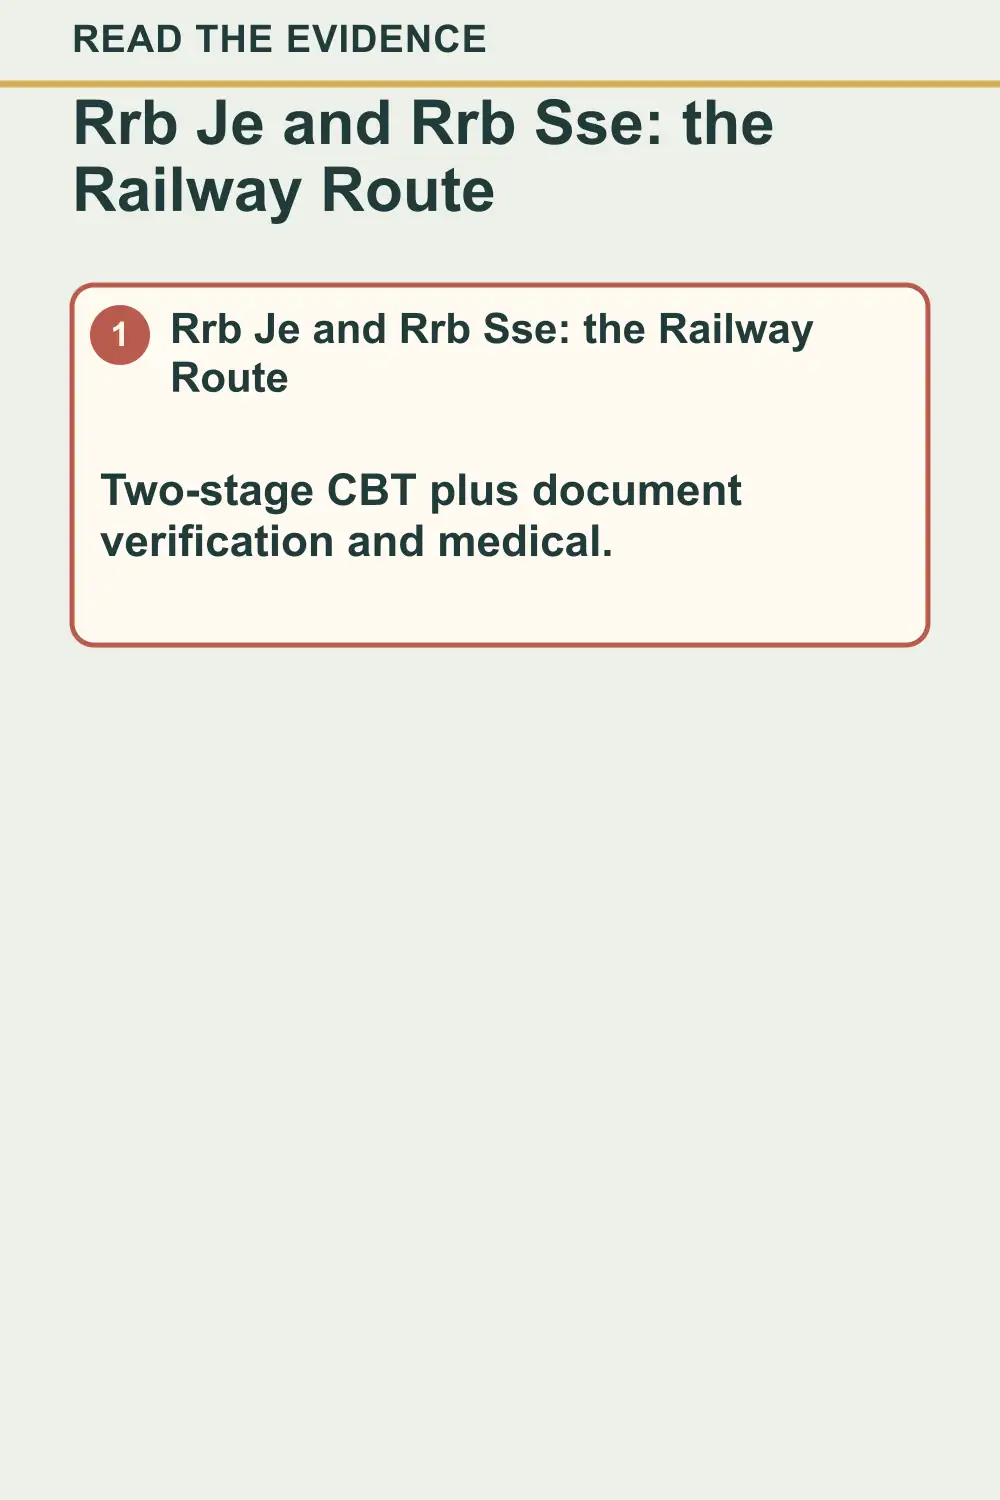 READ THE EVIDENCE
Rrb Je and Rrb Sse: the
Railway Route
1
Rrb Je and Rrb Sse: the Railway
Route
Two-stage CBT plus document
verification and medical.